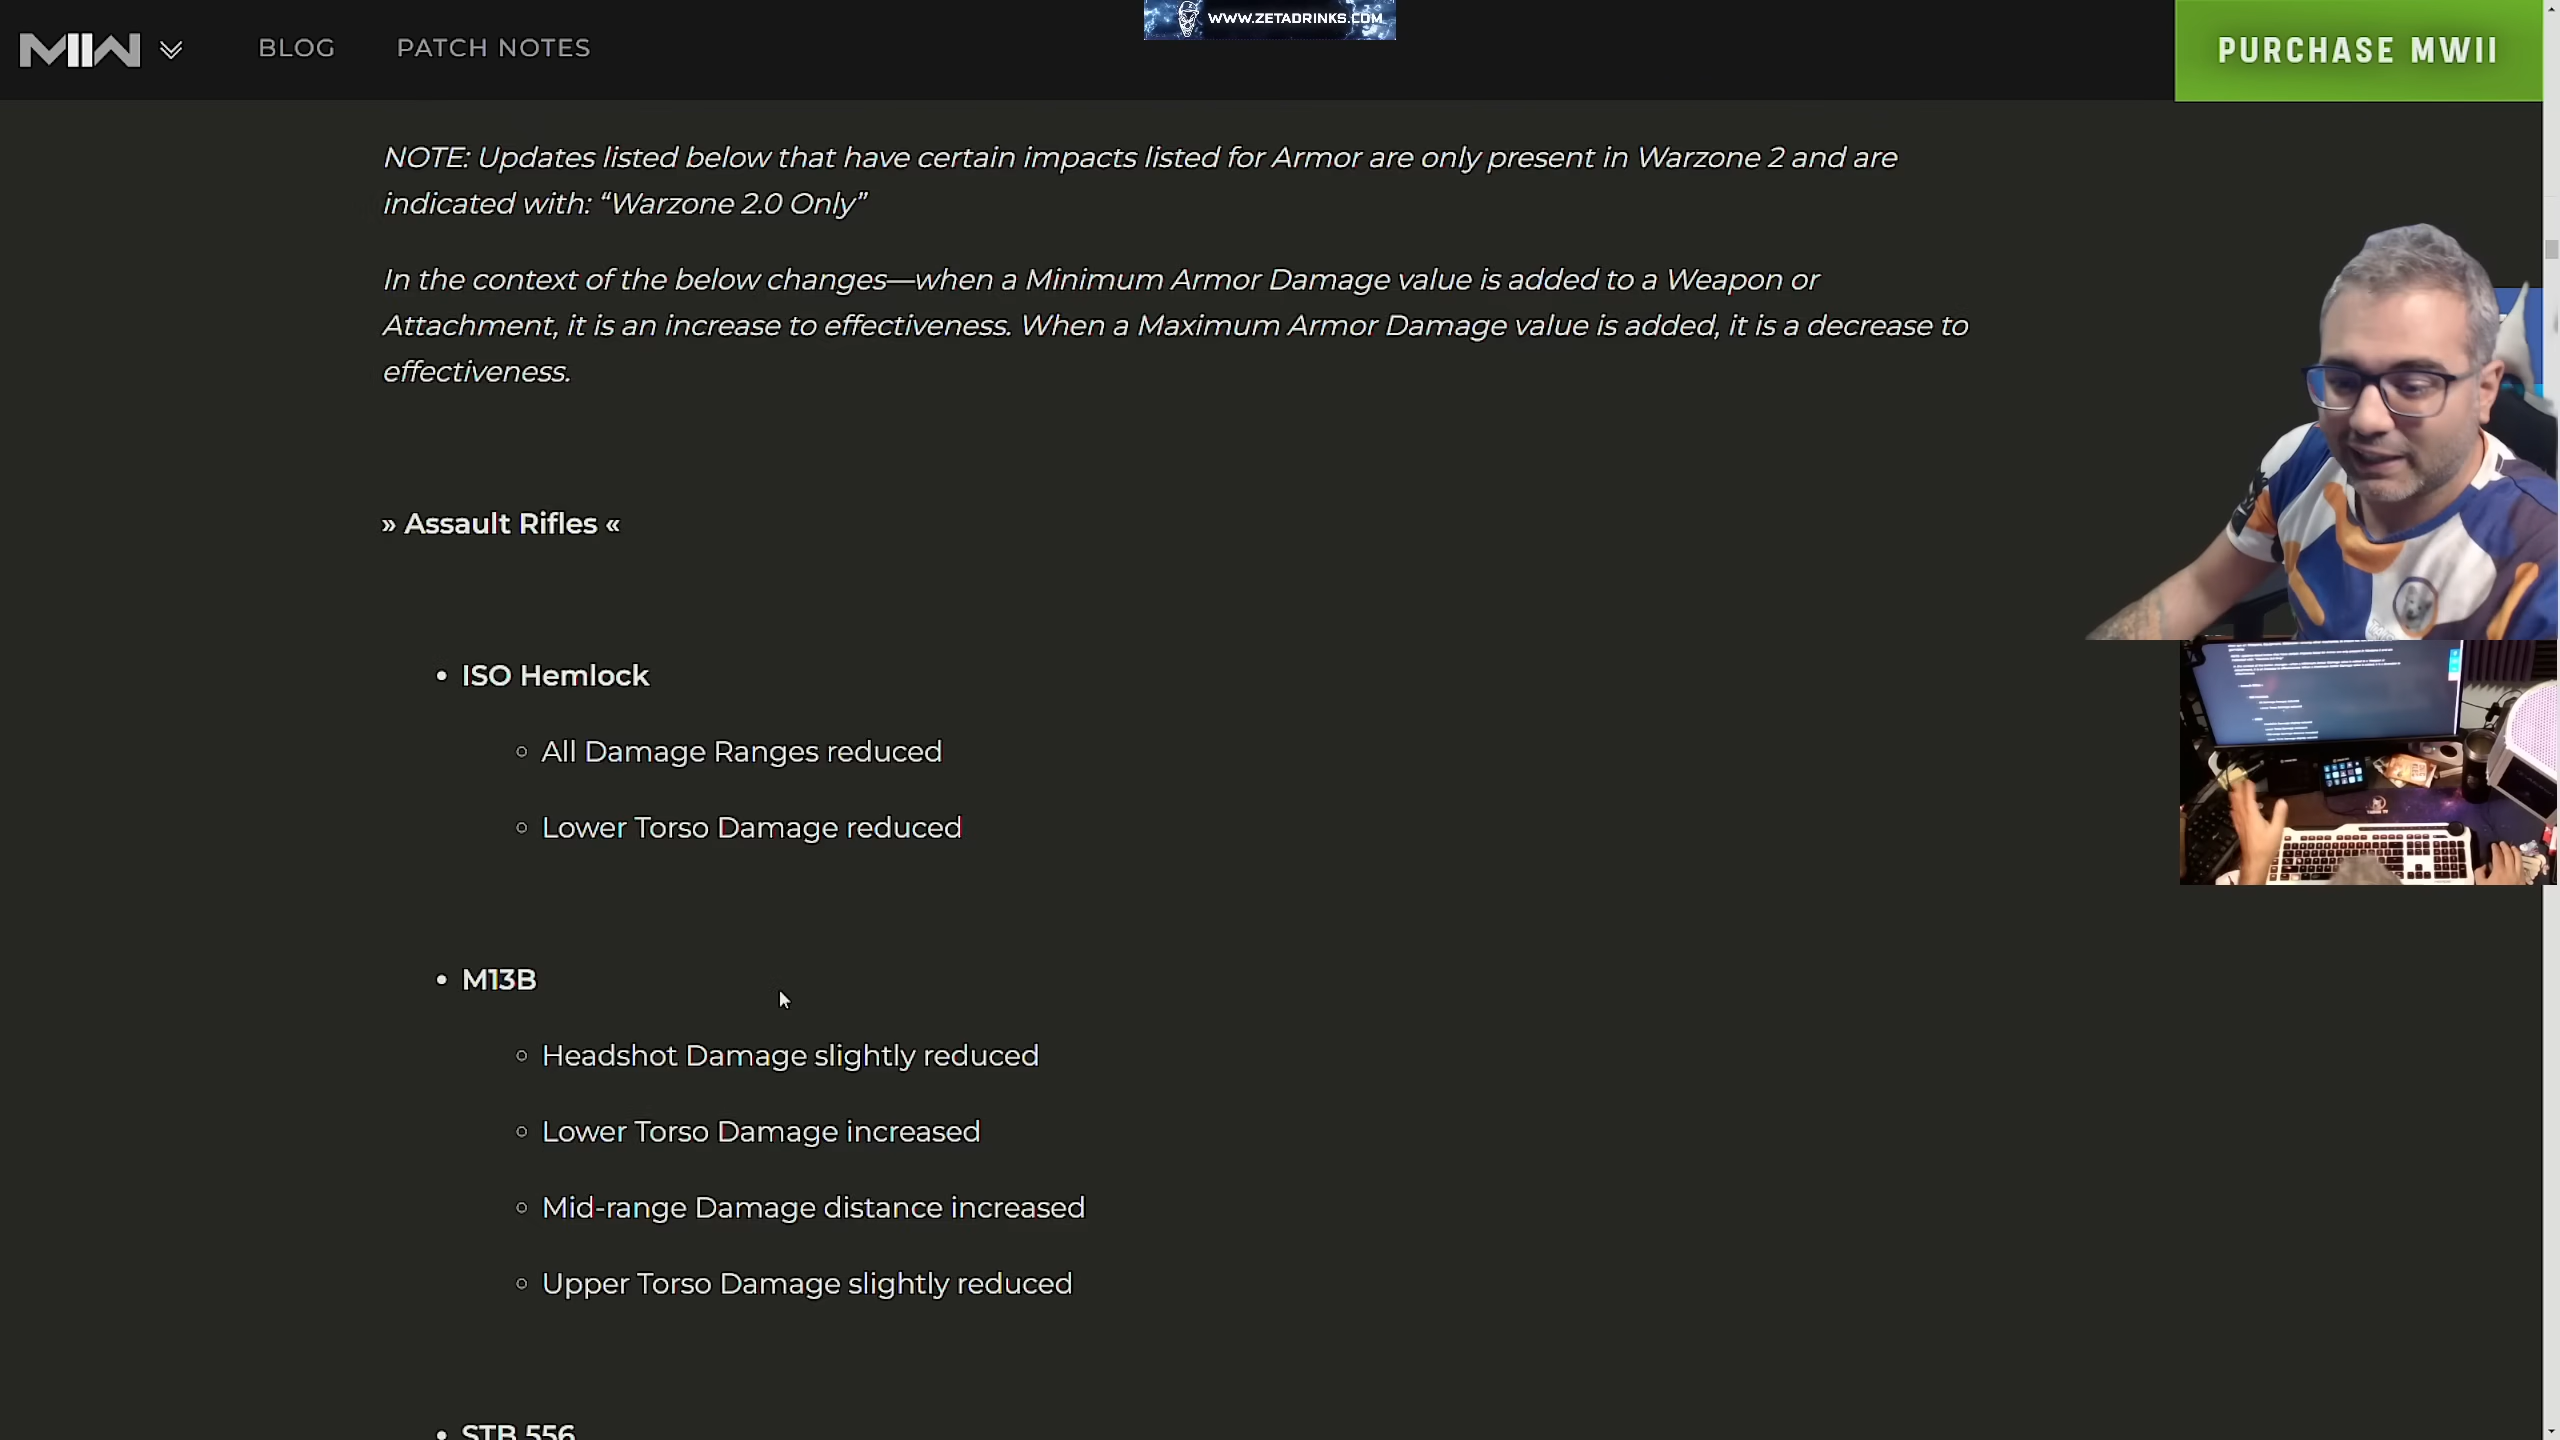 WWW.ZETADRINKS.COM
MWII
BLOG
PATCH NOTES
PURCHASE MWII
NOTE: Updates listed below that have certain impacts listed for Armor are only present in Warzone 2 and are
indicated with: “Warzone 2.0 Only”
In the context of the below changes—when a Minimum Armor Damage value is added to a Weapon or
Attachment, it is an increase to effectiveness. When a Maximum Armor Damage value is added, it is a decrease to
effectiveness.
» Assault Rifles «
• ISO Hemlock
○ All Damage Ranges reduced
○ Lower Torso Damage reduced
• M13B
○ Headshot Damage slightly reduced
○ Lower Torso Damage increased
○ Mid-range Damage distance increased
○ Upper Torso Damage slightly reduced
• STB 556